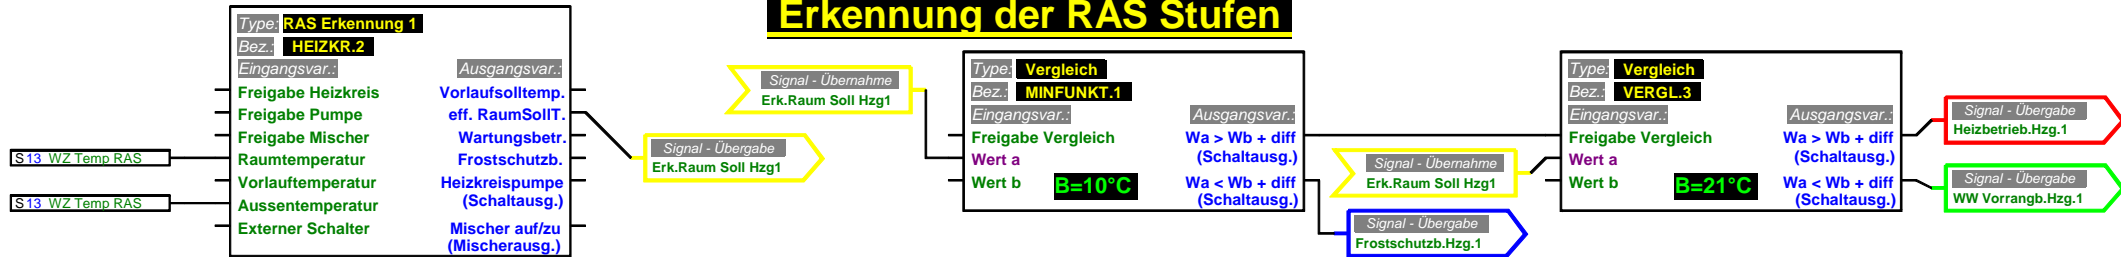 Erkennung der RAS Stufen
Type: RAS Erkennung 1
Bez.: HEIZKR.2
Eingangsvar.: Ausgangsvar.:
Freigabe Heizkreis Vorlaufsolltemp.
Freigabe Pumpe eff. RaumSollT.
Freigabe Mischer Wartungsbetr.
Raumtemperatur Frostschutzb.
Vorlauftemperatur Heizkreispumpe
(Schaltausg.)
Aussentemperatur
Externer Schalter Mischer auf/zu
(Mischerausg.)
S 13 WZ Temp RAS
S 13 WZ Temp RAS
Signal - Übergabe
Erk.Raum Soll Hzg1
Signal - Übernahme
Erk.Raum Soll Hzg1
Type: Vergleich
Bez.: MINFUNKT.1
Eingangsvar.: Ausgangsvar.:
Freigabe Vergleich Wa > Wb + diff
(Schaltausg.)
Wert a
Wert b B=10°C Wa < Wb + diff
(Schaltausg.)
Signal - Übernahme
Erk.Raum Soll Hzg1
Signal - Übergabe
Frostschutzb.Hzg.1
Type: Vergleich
Bez.: VERGL.3
Eingangsvar.: Ausgangsvar.:
Freigabe Vergleich Wa > Wb + diff
(Schaltausg.)
Wert a
Wert b B=21°C Wa < Wb + diff
(Schaltausg.)
Signal - Übergabe
Heizbetrieb.Hzg.1
Signal - Übergabe
WW Vorrangb.Hzg.1